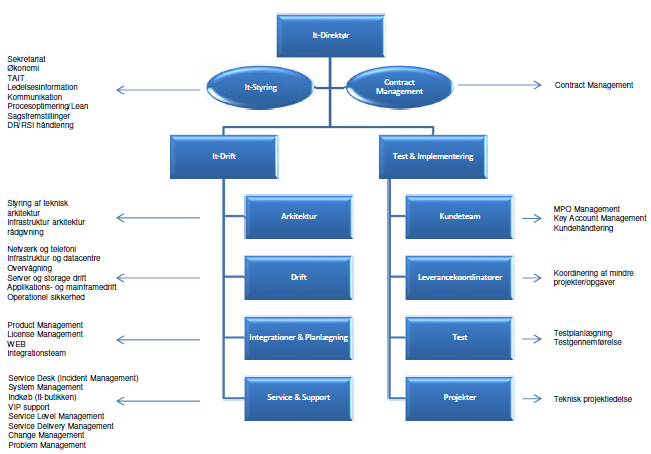 It-Direktør
Sekretariat
Økonomi
TAIT
Ledelsesinformation
Kommunikation
Procesoptimering/Lean
Sagsfremstillinger
DR/RSI håndtering
It-Styring
Contract
Management
Contract Management
It-Drift
Test & Implementering
Styring af teknisk
arkitektur
Infrastruktur arkitektur
rådgivning
Arkitektur
Kundeteam
MPO Management
Key Account Management
Kundehåndtering
Netværk og telefoni
Infrastruktur og datacentre
Overvågning
Server og storage drift
Applikations- og mainframedrift
Operationel sikkerhed
Drift
Leverancekoordinatorer
Koordinering af mindre
projekter/opgaver
Product Management
License Management
WEB
Integrationsteam
Integrationer & Planlægning
Test
Testplanlægning
Testgennemførelse
Service Desk (Incident Management)
System Management
Indkøb (It-butikken)
VIP support
Service Level Management
Service Delivery Management
Change Management
Problem Management
Service & Support
Projekter
Teknisk projektledelse